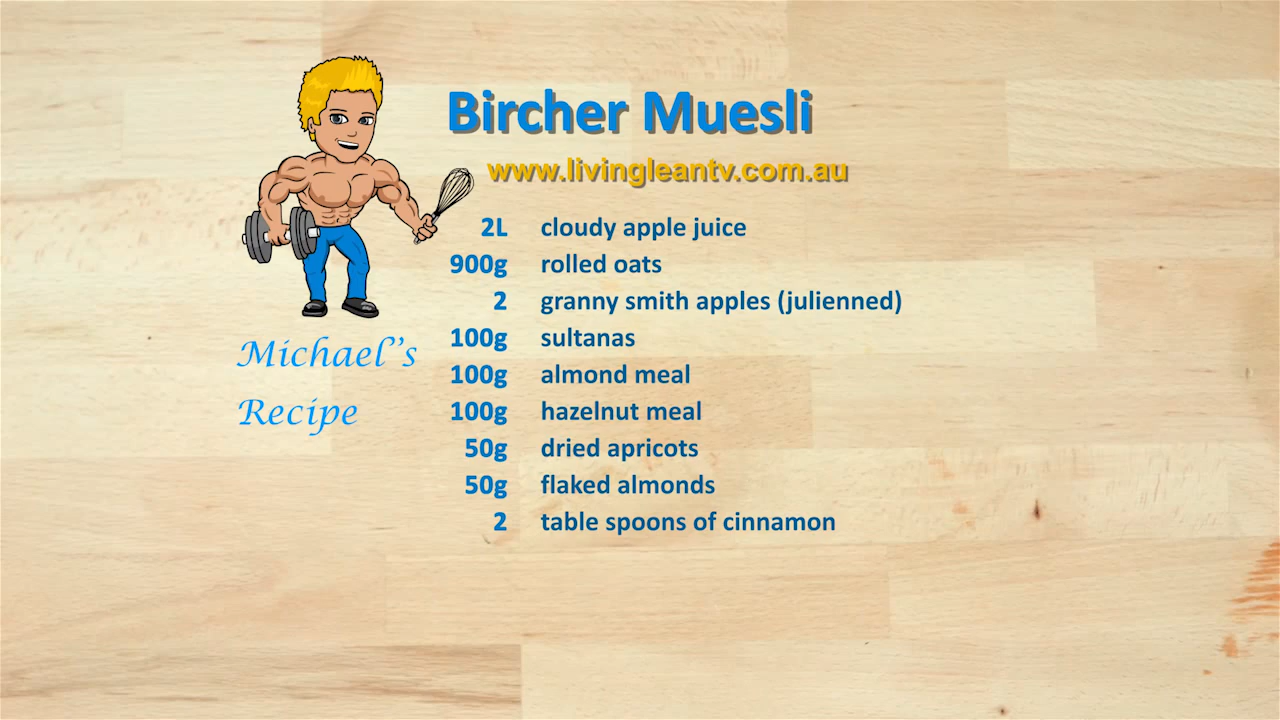 Bircher Muesli
www.livingleantv.com.au
2L cloudy apple juice
900g rolled oats
2 granny smith apples (julienned)
100g sultanas
100g almond meal
100g hazelnut meal
50g dried apricots
50g flaked almonds
2 table spoons of cinnamon
Michael’s
Recipe